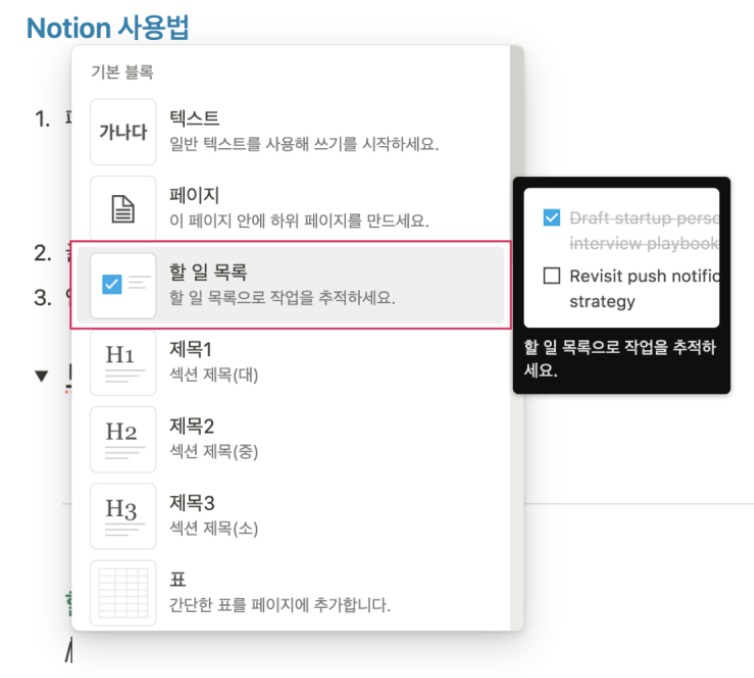 Notion 사용법
기본 블록
1.
가나다
텍스트
일반 텍스트를 사용해 쓰기를 시작하세요.
페이지
이 페이지 안에 하위 페이지를 만드세요.
2.
할 일 목록
할 일 목록으로 작업을 추적하세요.
3.
H1
제목1
섹션 제목(대)
H2
제목2
섹션 제목(중)
H3
제목3
섹션 제목(소)
표
간단한 표를 페이지에 추가합니다.
/
Draft startup perso
interview playbook
Revisit push notific
strategy
할 일 목록으로 작업을 추적하
세요.